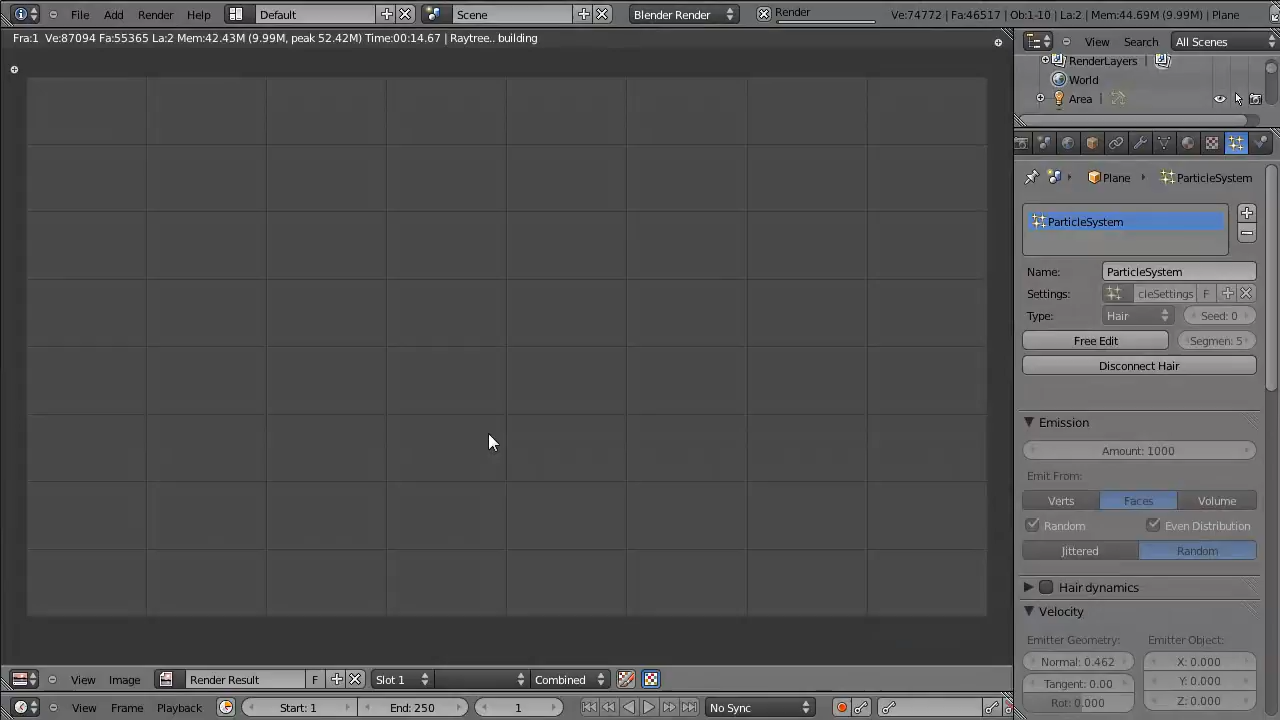 File Add Render Help Default Scene Blender Render Render Ve:74772 | Fa:46517 | Ob:1-10 | La:2 | Mem:44.69M (9.99M) | Plane
Fra:1 Ve:87094 Fa:55365 La:2 Mem:42.43M (9.99M, peak 52.42M) Time:00:14.67 | Raytree.. building
View Search All Scenes
RenderLayers |
World
Area |
Plane ParticleSystem
ParticleSystem
Name: ParticleSystem
Settings: cleSettings F
Type: Hair Seed: 0
Free Edit Segmen: 5
Disconnect Hair
Emission
Amount: 1000
Emit From:
Verts Faces Volume
Random Even Distribution
Jittered Random
Hair dynamics
Velocity
Emitter Geometry: Emitter Object:
Normal: 0.462 X: 0.000
Tangent: 0.00 Y: 0.000
Rot: 0.000 Z: 0.000
View Image Render Result F Slot 1 Combined
View Frame Playback Start: 1 End: 250 1 No Sync